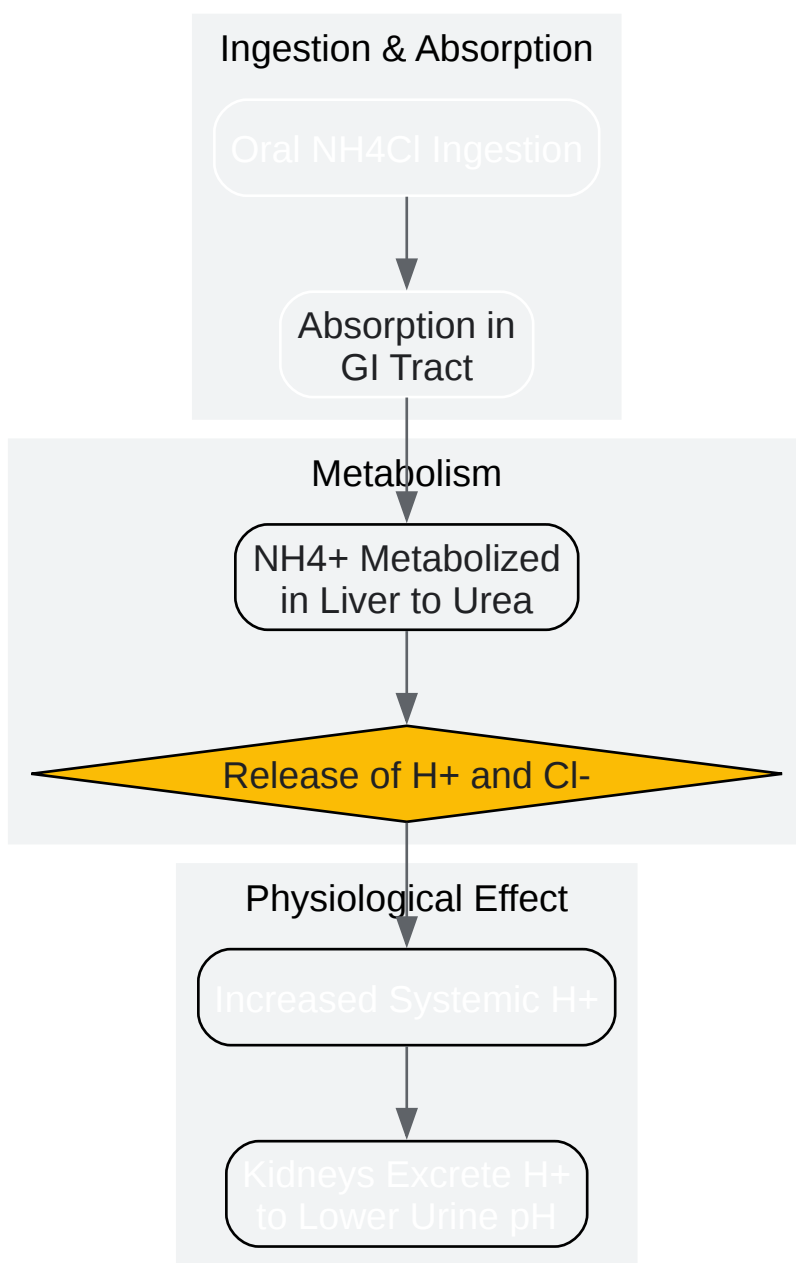 Ingestion & Absorption
Oral NH4Cl Ingestion
Absorption in
GI Tract
Metabolism
NH4+ Metabolized
in Liver to Urea
Release of H+ and Cl-
Physiological Effect
Increased Systemic H+
Kidneys Excrete H+
to Lower Urine pH